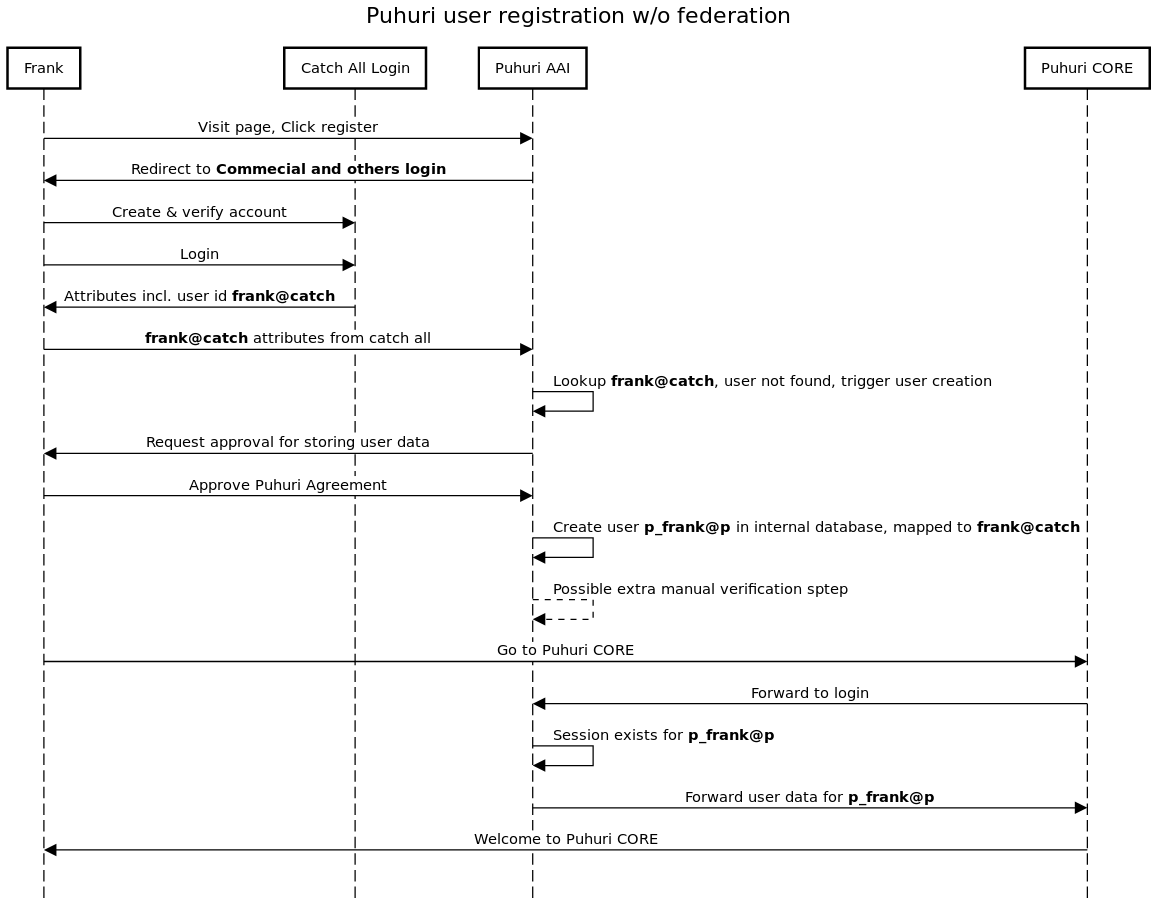 Puhuri user registration w/o federation
Frank
Catch All Login
Puhuri AAI
Puhuri CORE
Visit page, Click register
Redirect to Commecial and others login
Create & verify account
Login
Attributes incl. user id frank@catch
frank@catch attributes from catch all
Lookup frank@catch, user not found, trigger user creation
Request approval for storing user data
Approve Puhuri Agreement
Create user p_frank@p in internal database, mapped to frank@catch
Possible extra manual verification sptep
Go to Puhuri CORE
Forward to login
Session exists for p_frank@p
Forward user data for p_frank@p
Welcome to Puhuri CORE